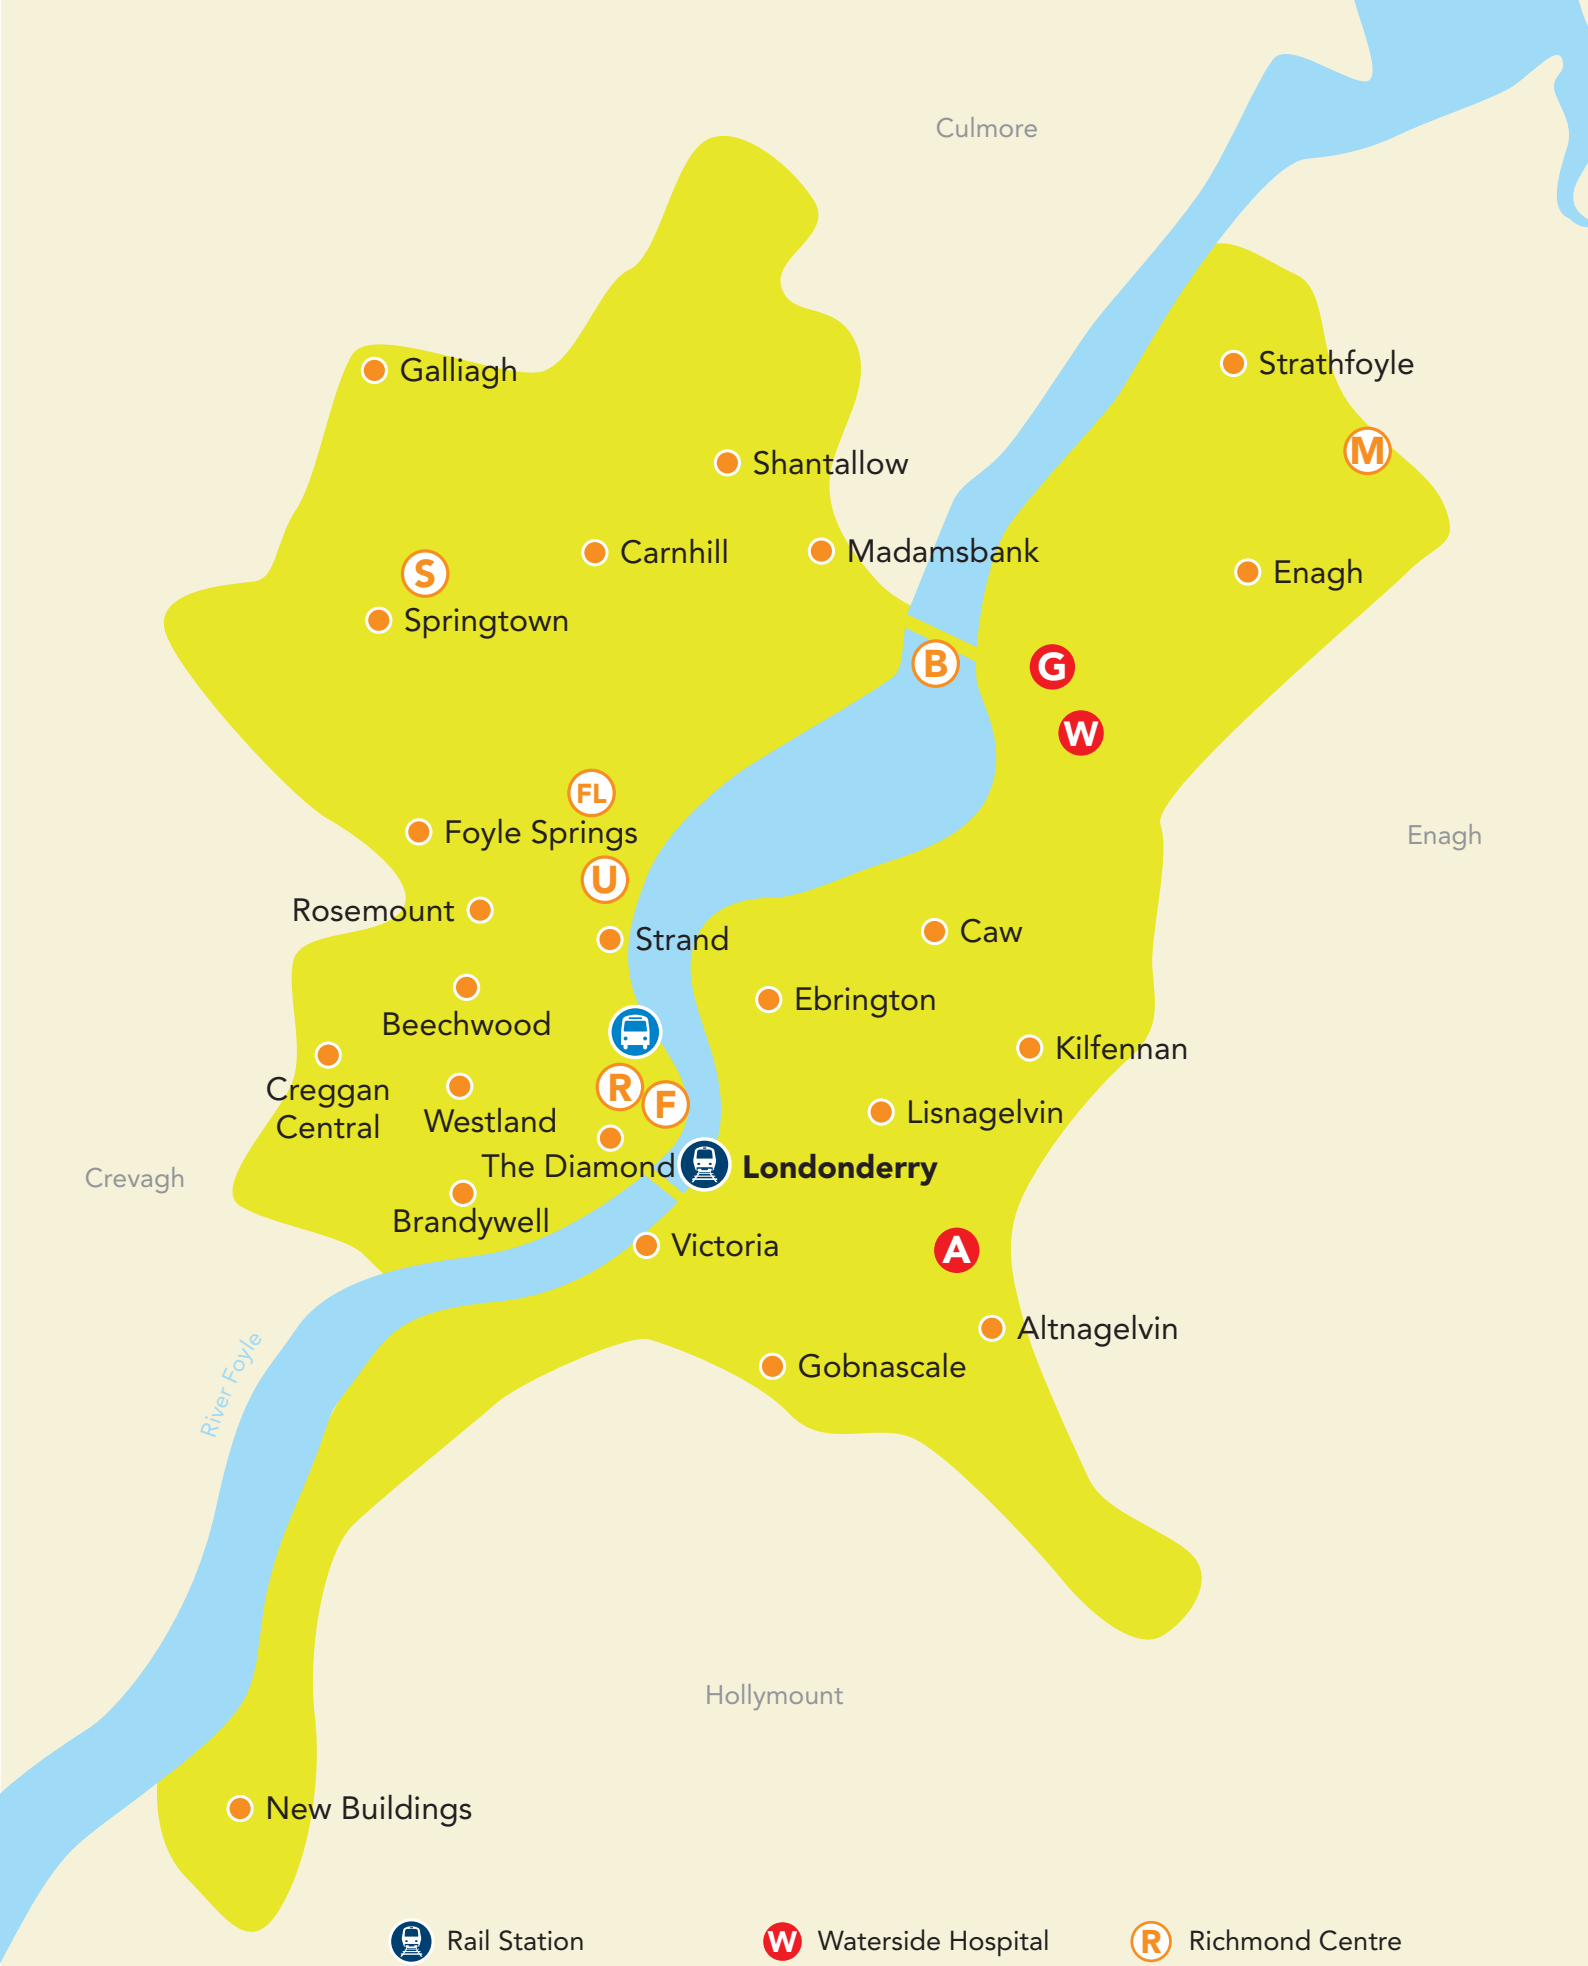 Culmore
Galliagh
Strathfoyle
M
Shantallow
Carnhill
Madamsbank
S
Enagh
Springtown
B
G
W
FL
Foyle Springs
Enagh
U
Rosemount
Strand
Caw
Beechwood
Ebrington
Kilfennan
Creggan
Central
R
F
Westland
Lisnagelvin
The Diamond
Londonderry
Crevagh
Brandywell
Victoria
A
River Foyle
Altnagelvin
Gobnascale
Hollymount
New Buildings
Rail Station
W Waterside Hospital
R Richmond Centre